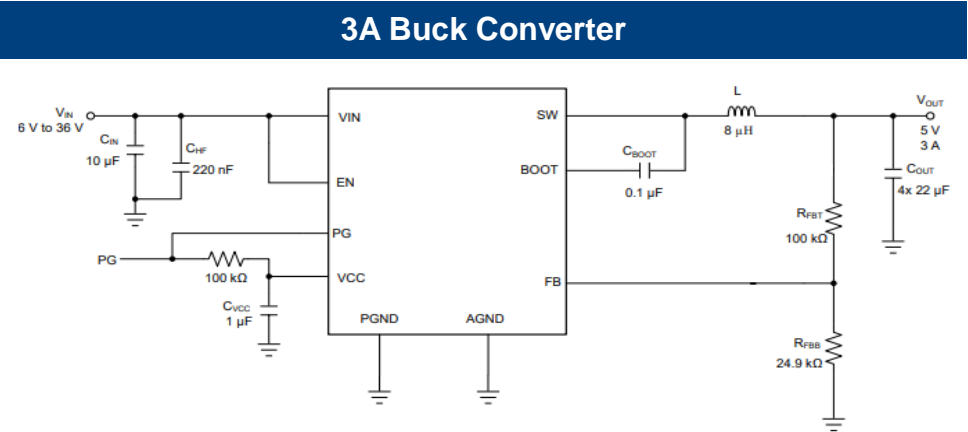 3A Buck Converter
VIN
6 V to 36 V
CIN
10 µF
CHF
220 nF
VIN
EN
PG
VCC
PGND
AGND
SW
BOOT
FB
PG
100 kΩ
CVCC
1 µF
L
8 µH
CBOOT
0.1 µF
VOUT
5 V
3 A
COUT
4x 22 µF
RFBT
100 kΩ
RFBB
24.9 kΩ